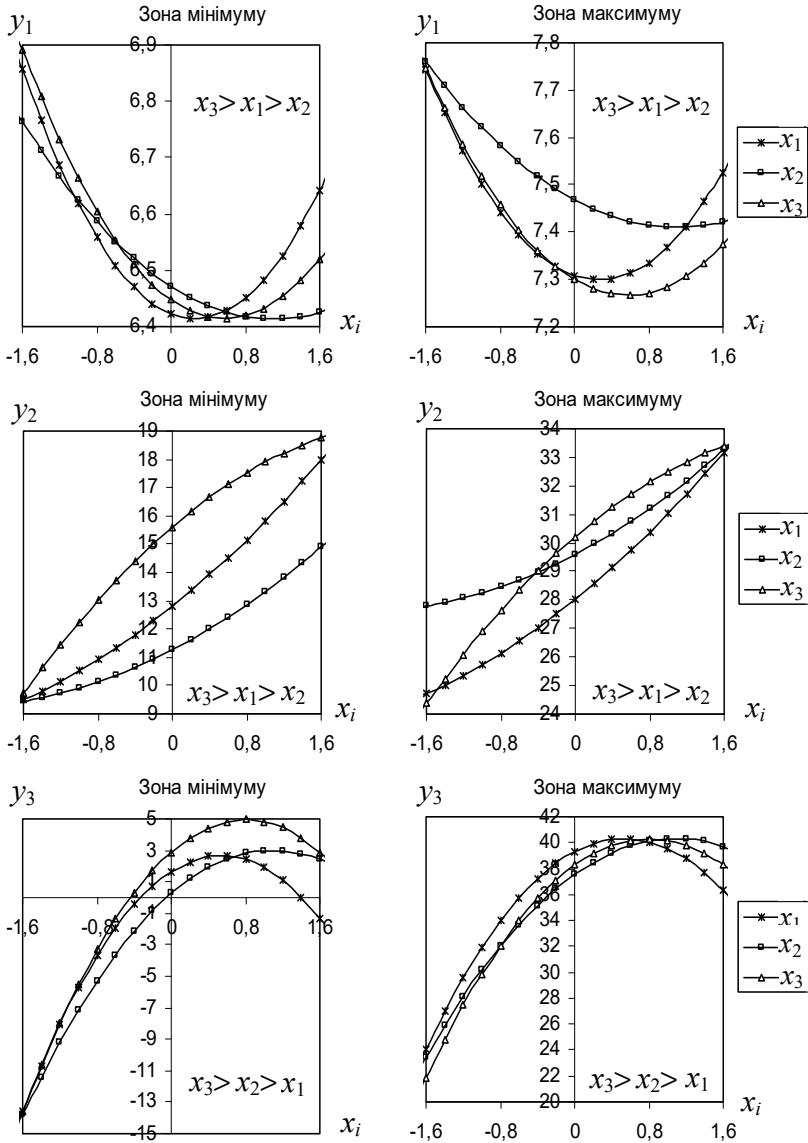 Зона мінімуму
y1
6,9
6,8
6,7
6,6
6,5
6,4
x3> x1> x2
-1,6 -0,8 0 0,8 1,6
xi
Зона максимуму
y1
7,8
7,7
7,6
7,5
7,4
7,3
7,2
x3> x1> x2
-1,6 -0,8 0 0,8 1,6
xi
x1
x2
x3
Зона мінімуму
y2
19
18
17
16
15
14
13
12
11
10
9
x3> x1> x2
-1,6 -0,8 0 0,8 1,6
xi
Зона максимуму
y2
34
33
32
31
30
29
28
27
26
25
24
x3> x1> x2
-1,6 -0,8 0 0,8 1,6
xi
x1
x2
x3
Зона мінімуму
y3
5
3
1
-1
-3
-5
-7
-9
-11
-13
-15
-1,6 -0,8 0 0,8 1,6
x3> x2> x1
xi
Зона максимуму
y3
42
40
38
36
34
32
30
28
26
24
22
20
x3> x2> x1
-1,6 -0,8 0 0,8 1,6
xi
x1
x2
x3